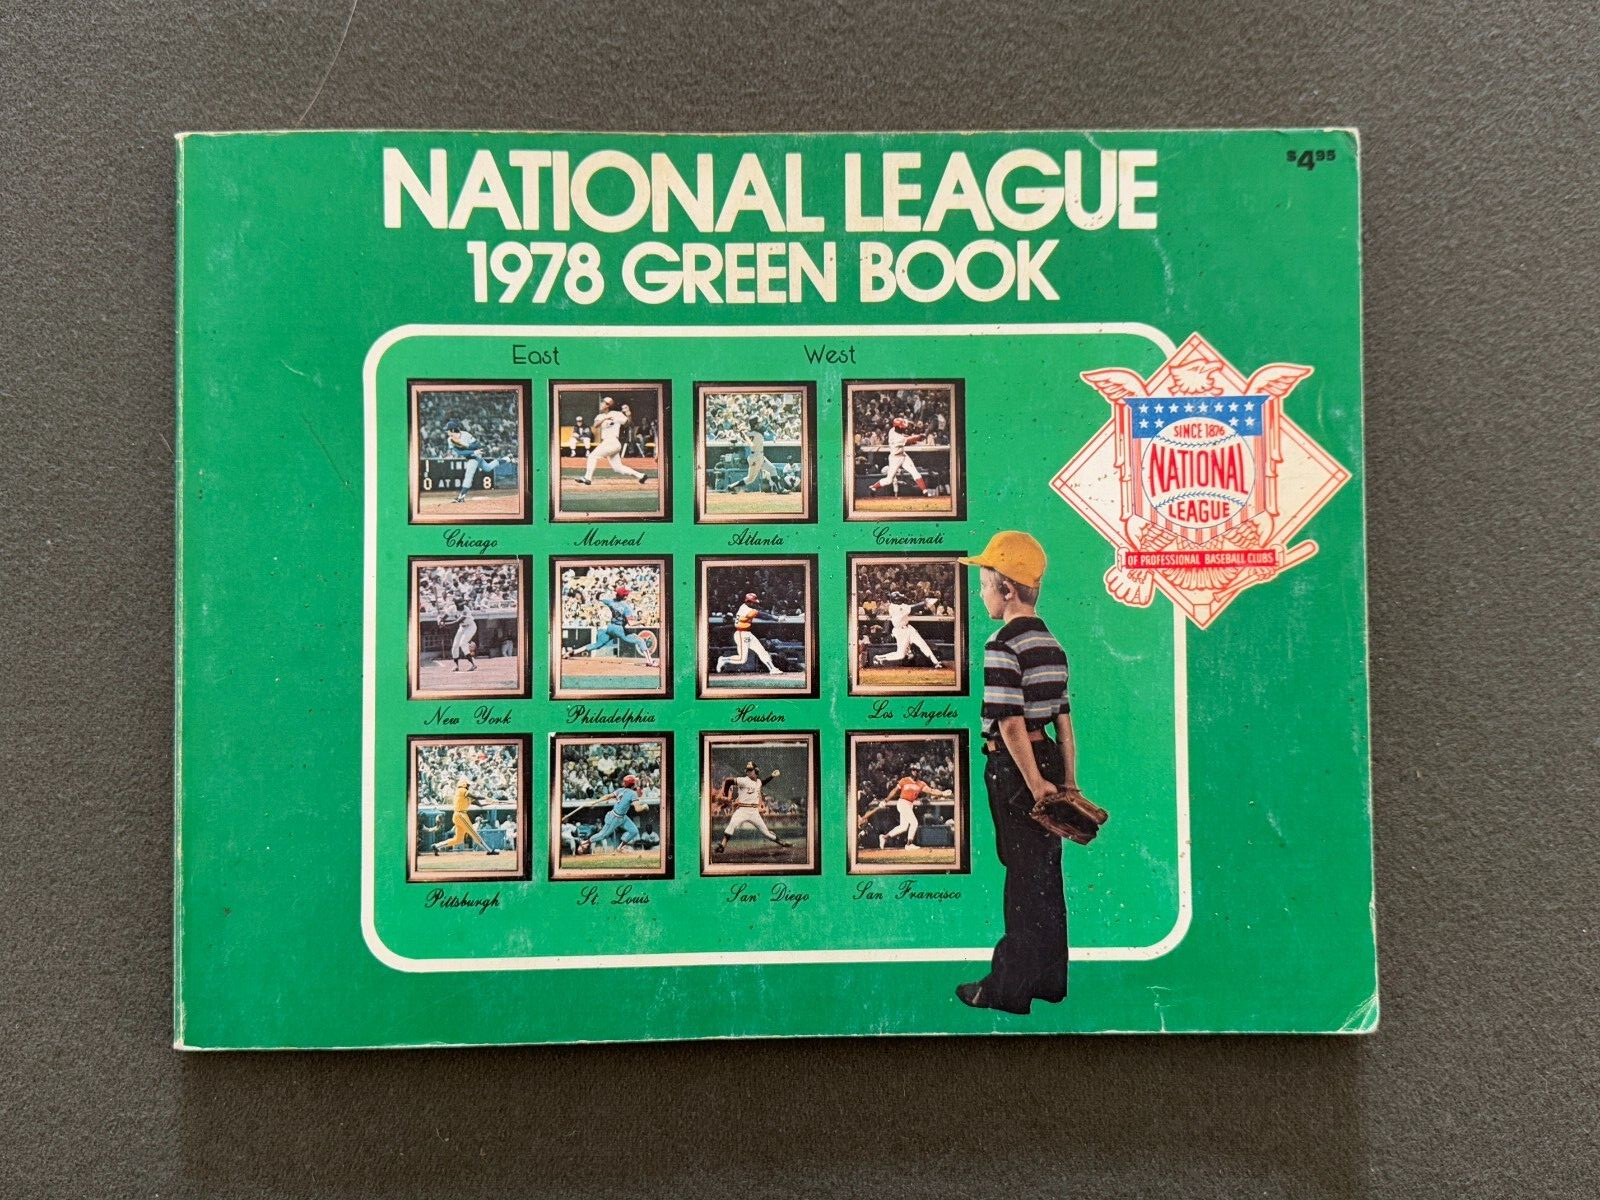 NATIONAL LEAGUE
$4.95
1978 GREEN BOOK
East
West
SINCE 1876
NATIONAL
LEAGUE
OF PROFESSIONAL BASEBALL CLUBS
Chicago
Montreal
Atlanta
Cincinnati
New York
Philadelphia
Houston
Los Angeles
Pittsburgh
St. Louis
San Diego
San Francisco